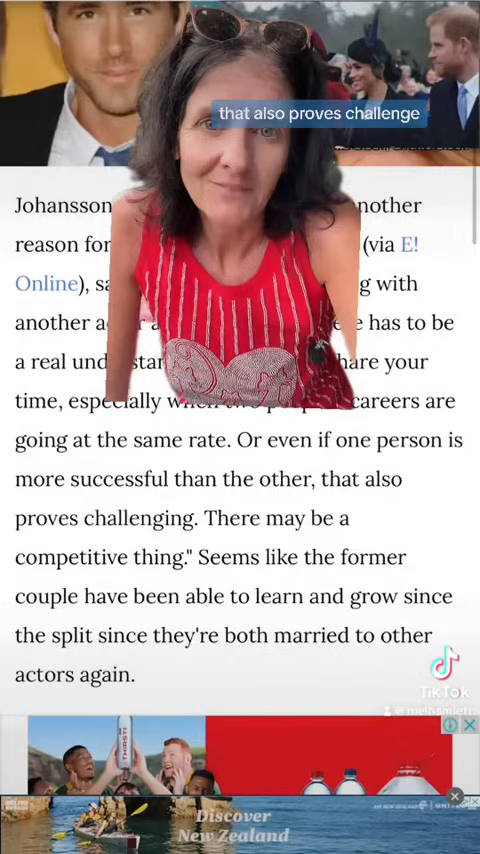 that also proves challenge
Johansson nother
reason for (via E!
Online), g with
another a has to be
a real hare your
time, especially careers are
going at the same rate. Or even if one person is
more successful than the other, that also
proves challenging. There may be a
competitive thing." Seems like the former
couple have been able to learn and grow since
the split since they're both married to other
actors again.
TikTok
THIRSTI
Discover
New Zealand